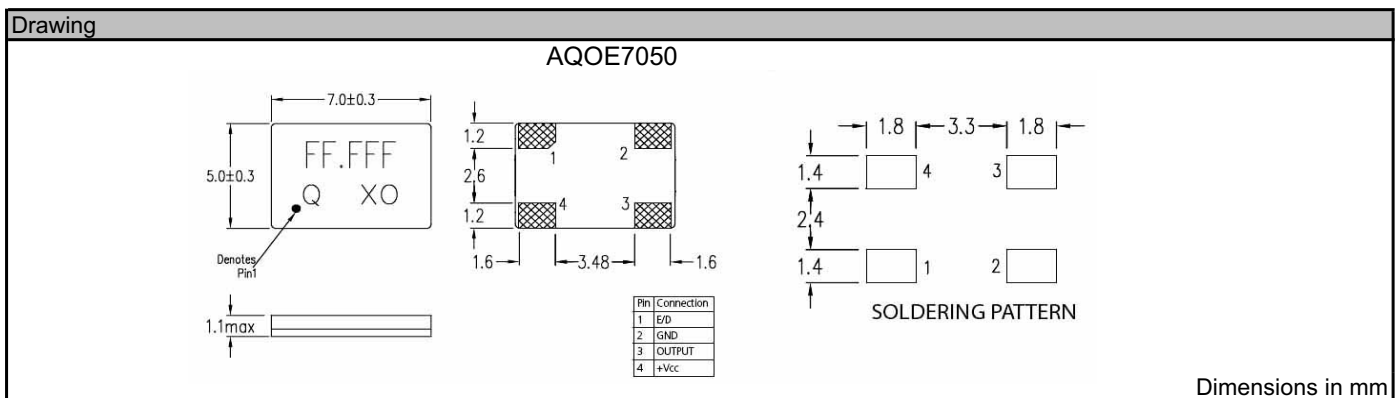 Drawing
AQOE7050
7.0±0.3
5.0±0.3
FF.FFF
Q XO
Denotes
Pin1
1.1max
1.2
2.6
1.2
1
2
4
3
1.6
3.48
1.6
Pin Connection
1 E/D
2 GND
3 OUTPUT
4 +Vcc
1.8 3.3 1.8
1.4
2.4
1.4
4
3
1
2
SOLDERING PATTERN
Dimensions in mm